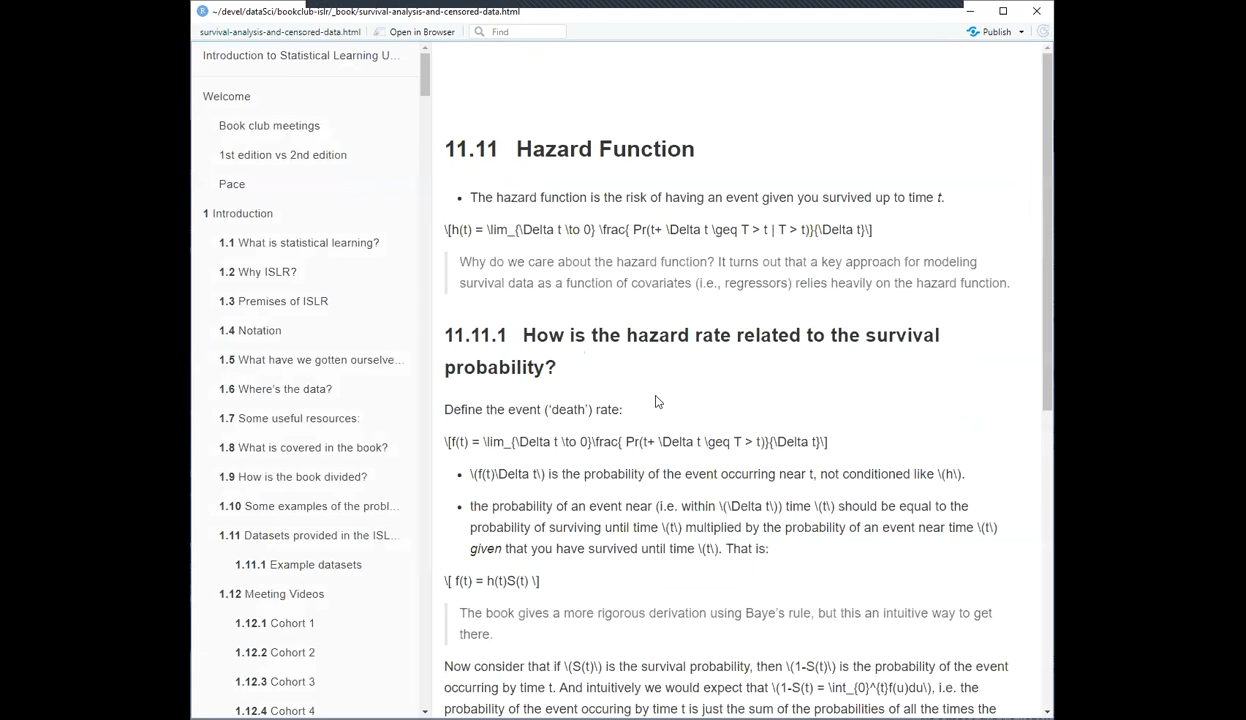 ~/devel/dataSci/bookclub-islr/_book/survival-analysis-and-censored-data.html
survival-analysis-and-censored-data.html
Open in Browser
Find
Publish
Introduction to Statistical Learning U...
Welcome
Book club meetings
1st edition vs 2nd edition
Pace
1 Introduction
1.1 What is statistical learning?
1.2 Why ISLR?
1.3 Premises of ISLR
1.4 Notation
1.5 What have we gotten ourselve...
1.6 Where's the data?
1.7 Some useful resources:
1.8 What is covered in the book?
1.9 How is the book divided?
1.10 Some examples of the probl...
1.11 Datasets provided in the ISL...
1.11.1 Example datasets
1.12 Meeting Videos
1.12.1 Cohort 1
1.12.2 Cohort 2
1.12.3 Cohort 3
1.12.4 Cohort 4
11.11 Hazard Function
• The hazard function is the risk of having an event given you survived up to time t.
\[h(t) = \lim_{\Delta t \to 0} \frac{ Pr(t+ \Delta t \geq T > t | T > t)}{\Delta t}\]
Why do we care about the hazard function? It turns out that a key approach for modeling
survival data as a function of covariates (i.e., regressors) relies heavily on the hazard function.
11.11.1 How is the hazard rate related to the survival
probability?
Define the event ('death') rate:
\[f(t) = \lim_{\Delta t \to 0}\frac{ Pr(t+ \Delta t \geq T > t)}{\Delta t}\]
• \(f(t)\Delta t\) is the probability of the event occurring near t, not conditioned like \(h\).
• the probability of an event near (i.e. within \(\Delta t\)) time \(t\) should be equal to the
probability of surviving until time \(t\) multiplied by the probability of an event near time \(t\)
given that you have survived until time \(t\). That is:
\[ f(t) = h(t)S(t) \]
The book gives a more rigorous derivation using Baye's rule, but this an intuitive way to get
there.
Now consider that if \(S(t)\) is the survival probability, then \(1-S(t)\) is the probability of the event
occurring by time t. And intuitively we would expect that \(1-S(t) = \int_{0}^{t}f(u)du\), i.e. the
probability of the event occuring by time t is just the sum of the probabilities of all the times the